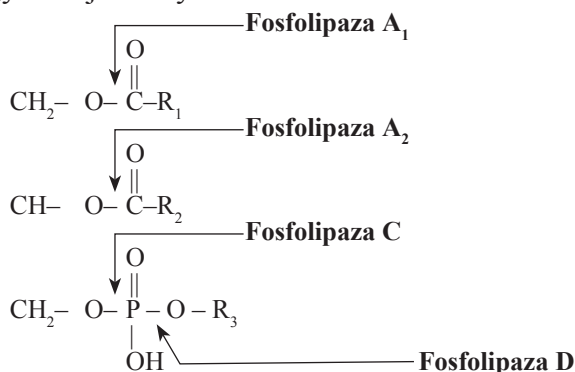 Fosfolipaza A₁
O
CH₂– O– C–R₁
Fosfolipaza A₂
O
CH– O– C–R₂
Fosfolipaza C
O
CH₂– O– P – O – R₃
OH
Fosfolipaza D